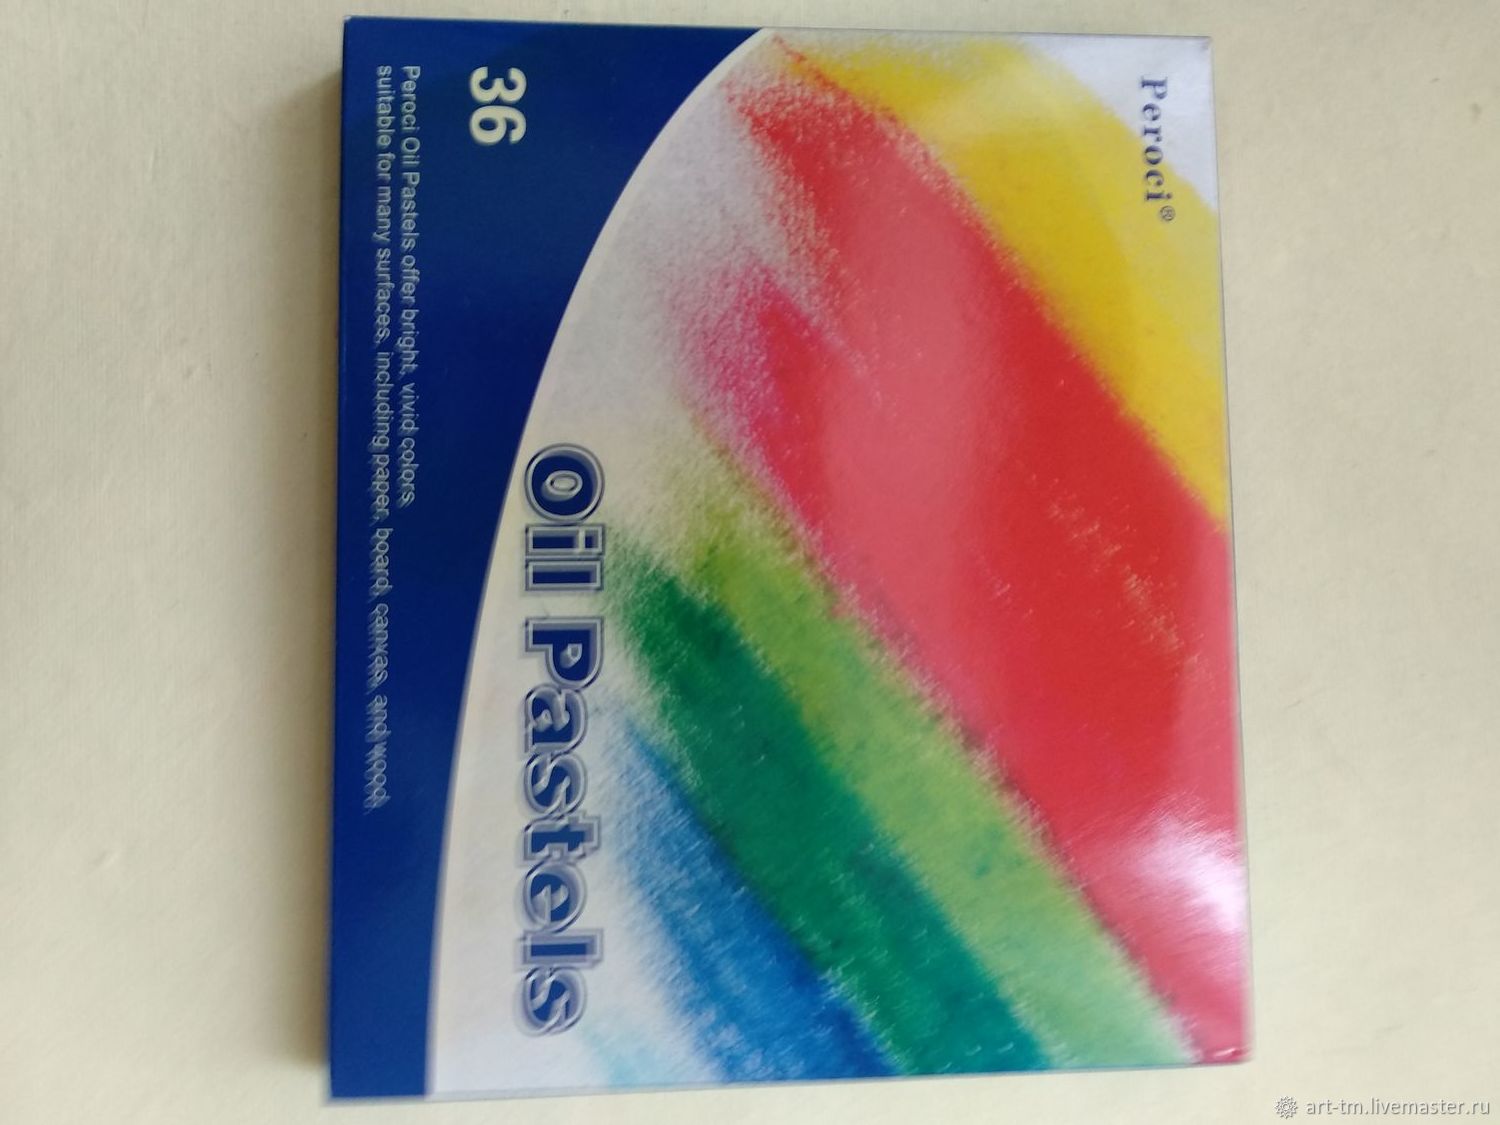 Peroci®
Oil Pastels
36
Peroci Oil Pastels offer bright, vivid colors,
suitable for many surfaces, including paper, board, canvas, and wood,
art-tm.livemaster.ru